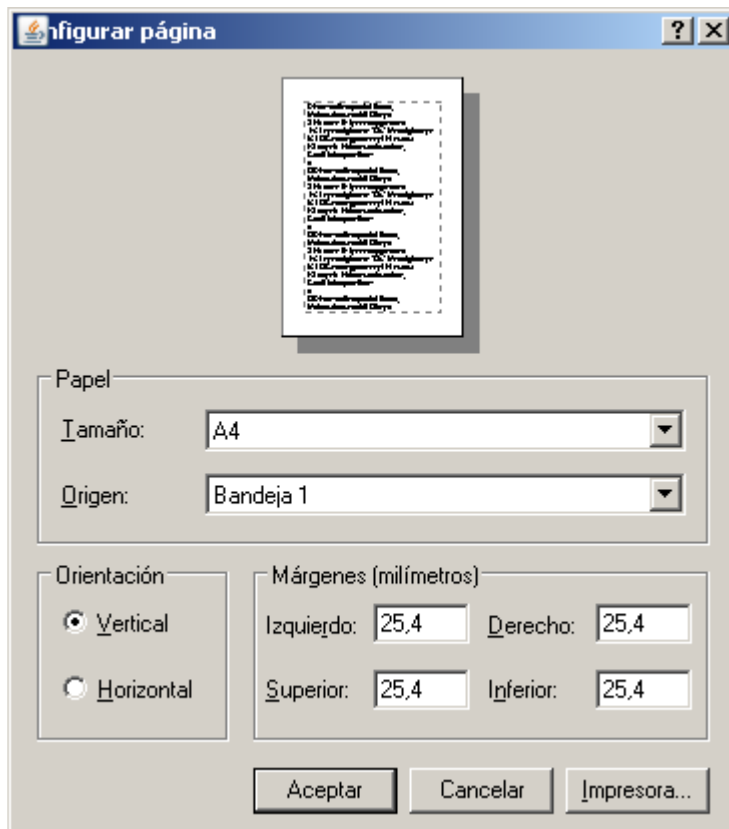 nfigurar página
Papel
Tamaño: A4
Origen: Bandeja 1
Orientación
Vertical
Horizontal
Márgenes (milímetros)
Izquierdo: 25,4 Derecho: 25,4
Superior: 25,4 Inferior: 25,4
Aceptar Cancelar Impresora...